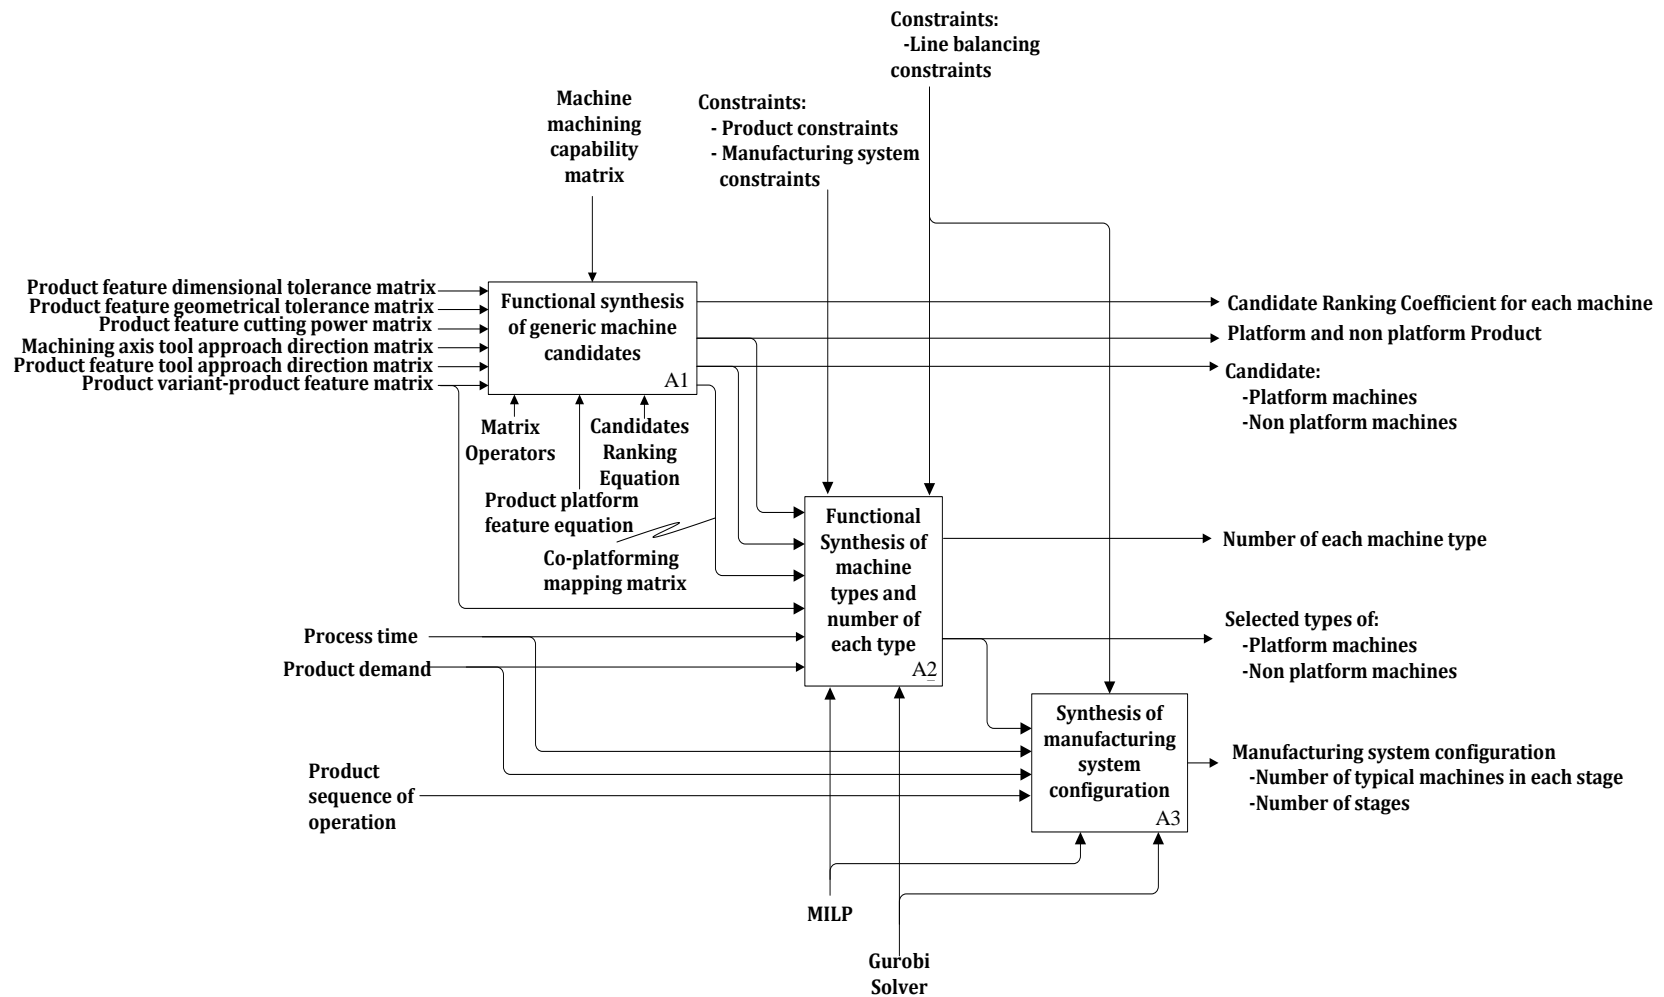 Constraints:
-Line balancing
constraints
Machine
machining
capability
matrix
Constraints:
- Product constraints
- Manufacturing system
constraints
Product feature dimensional tolerance matrix
Product feature geometrical tolerance matrix
Product feature cutting power matrix
Machining axis tool approach direction matrix
Product feature tool approach direction matrix
Product variant-product feature matrix
Functional synthesis
of generic machine
candidates
A1
Candidate Ranking Coefficient for each machine
Platform and non platform Product
Candidate:
-Platform machines
-Non platform machines
Matrix
Operators
Candidates
Ranking
Equation
Product platform
feature equation
Co-platforming
mapping matrix
Functional
Synthesis of
machine
types and
number of
each type
A2
Number of each machine type
Process time
Product demand
Selected types of:
-Platform machines
-Non platform machines
Product
sequence of
operation
Synthesis of
manufacturing
system
configuration
A3
Manufacturing system configuration
-Number of typical machines in each stage
-Number of stages
MILP
Gurobi
Solver